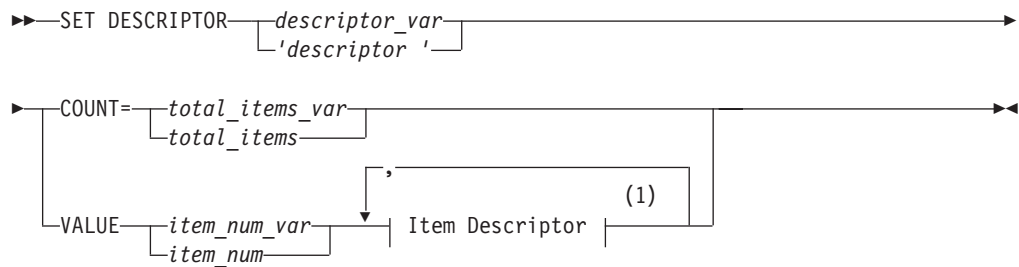 SET DESCRIPTOR descriptor_var
'descriptor '
COUNT= total_items_var
total_items
,
(1)
VALUE item_num_var Item Descriptor
item_num